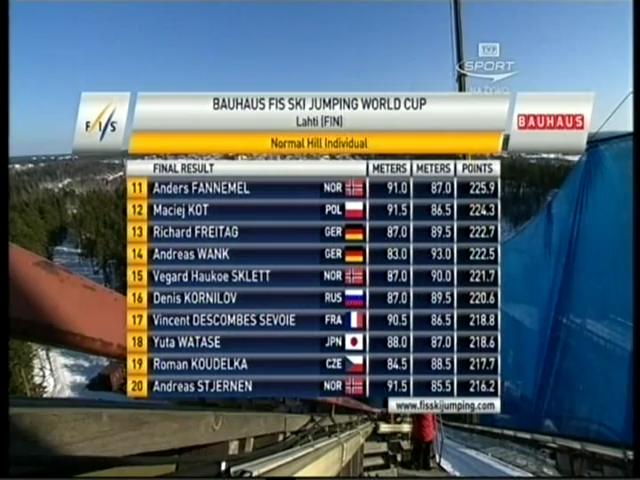 TVP
SPORT
NA ŻYWO
FIS
BAUHAUS FIS SKI JUMPING WORLD CUP
Lahti (FIN)
BAUHAUS
Normal Hill Individual
FINAL RESULT METERS METERS POINTS
11 Anders FANNEMEL NOR 91.0 87.0 225.9
12 Maciej KOT POL 91.5 86.5 224.3
13 Richard FREITAG GER 87.0 89.5 222.7
14 Andreas WANK GER 83.0 93.0 222.5
15 Vegard Haukoe SKLETT NOR 87.0 90.0 221.7
16 Denis KORNILOV RUS 87.0 89.5 220.6
17 Vincent DESCOMBES SEVOIE FRA 90.5 86.5 218.8
18 Yuta WATASE JPN 88.0 87.0 218.6
19 Roman KOUDELKA CZE 84.5 88.5 217.7
20 Andreas STJERNEN NOR 91.5 85.5 216.2
www.fisskijumping.com